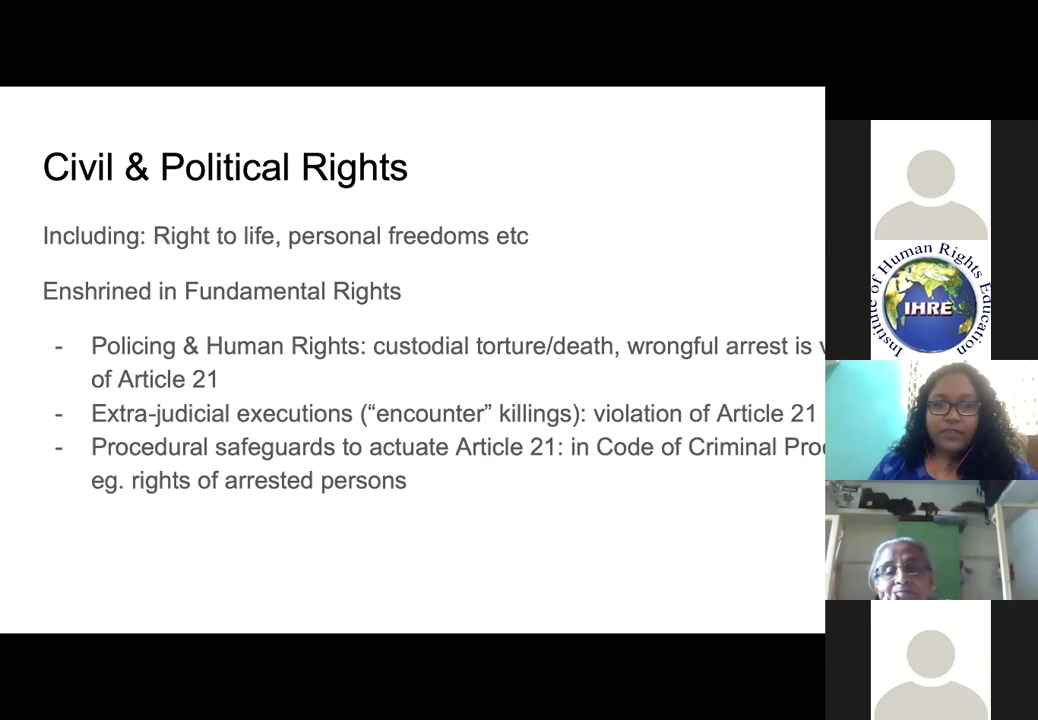 Civil & Political Rights
Including: Right to life, personal freedoms etc
Enshrined in Fundamental Rights
- Policing & Human Rights: custodial torture/death, wrongful arrest is
of Article 21
- Extra-judicial executions (“encounter” killings): violation of Article 21
- Procedural safeguards to actuate Article 21: in Code of Criminal
eg. rights of arrested persons
Institute of Human Rights Education
IHRE